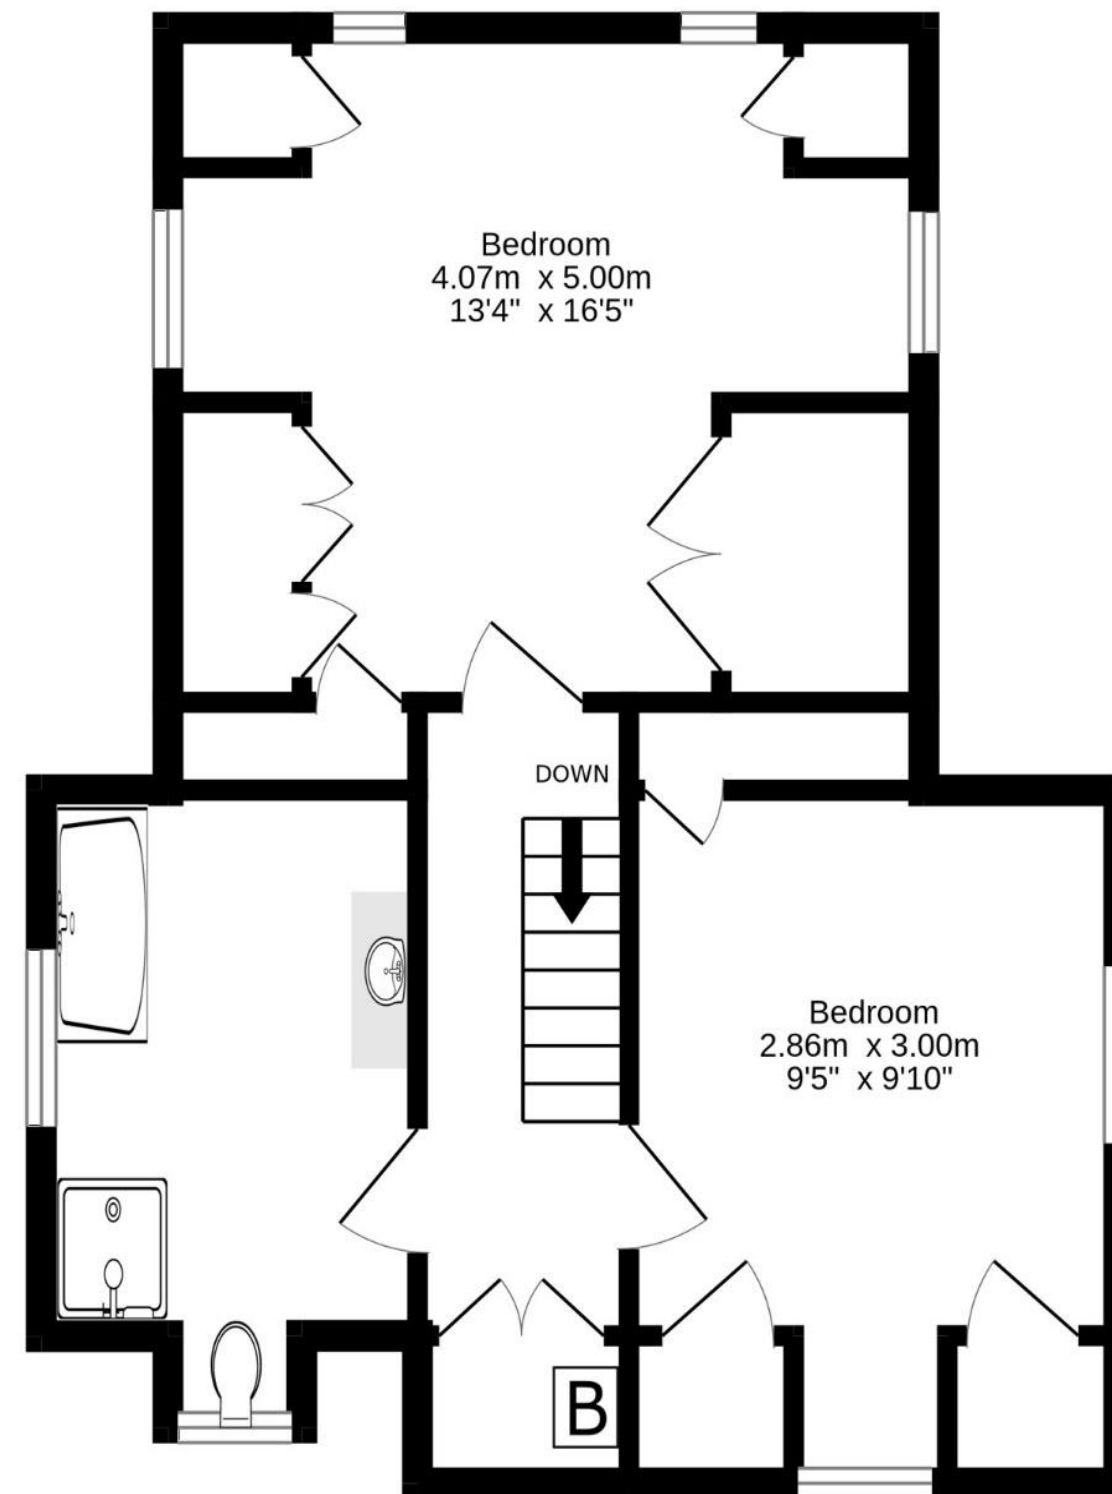 Bedroom
4.07m x 5.00m
13'4" x 16'5"
DOWN
Bedroom
2.86m x 3.00m
9'5" x 9'10"
B